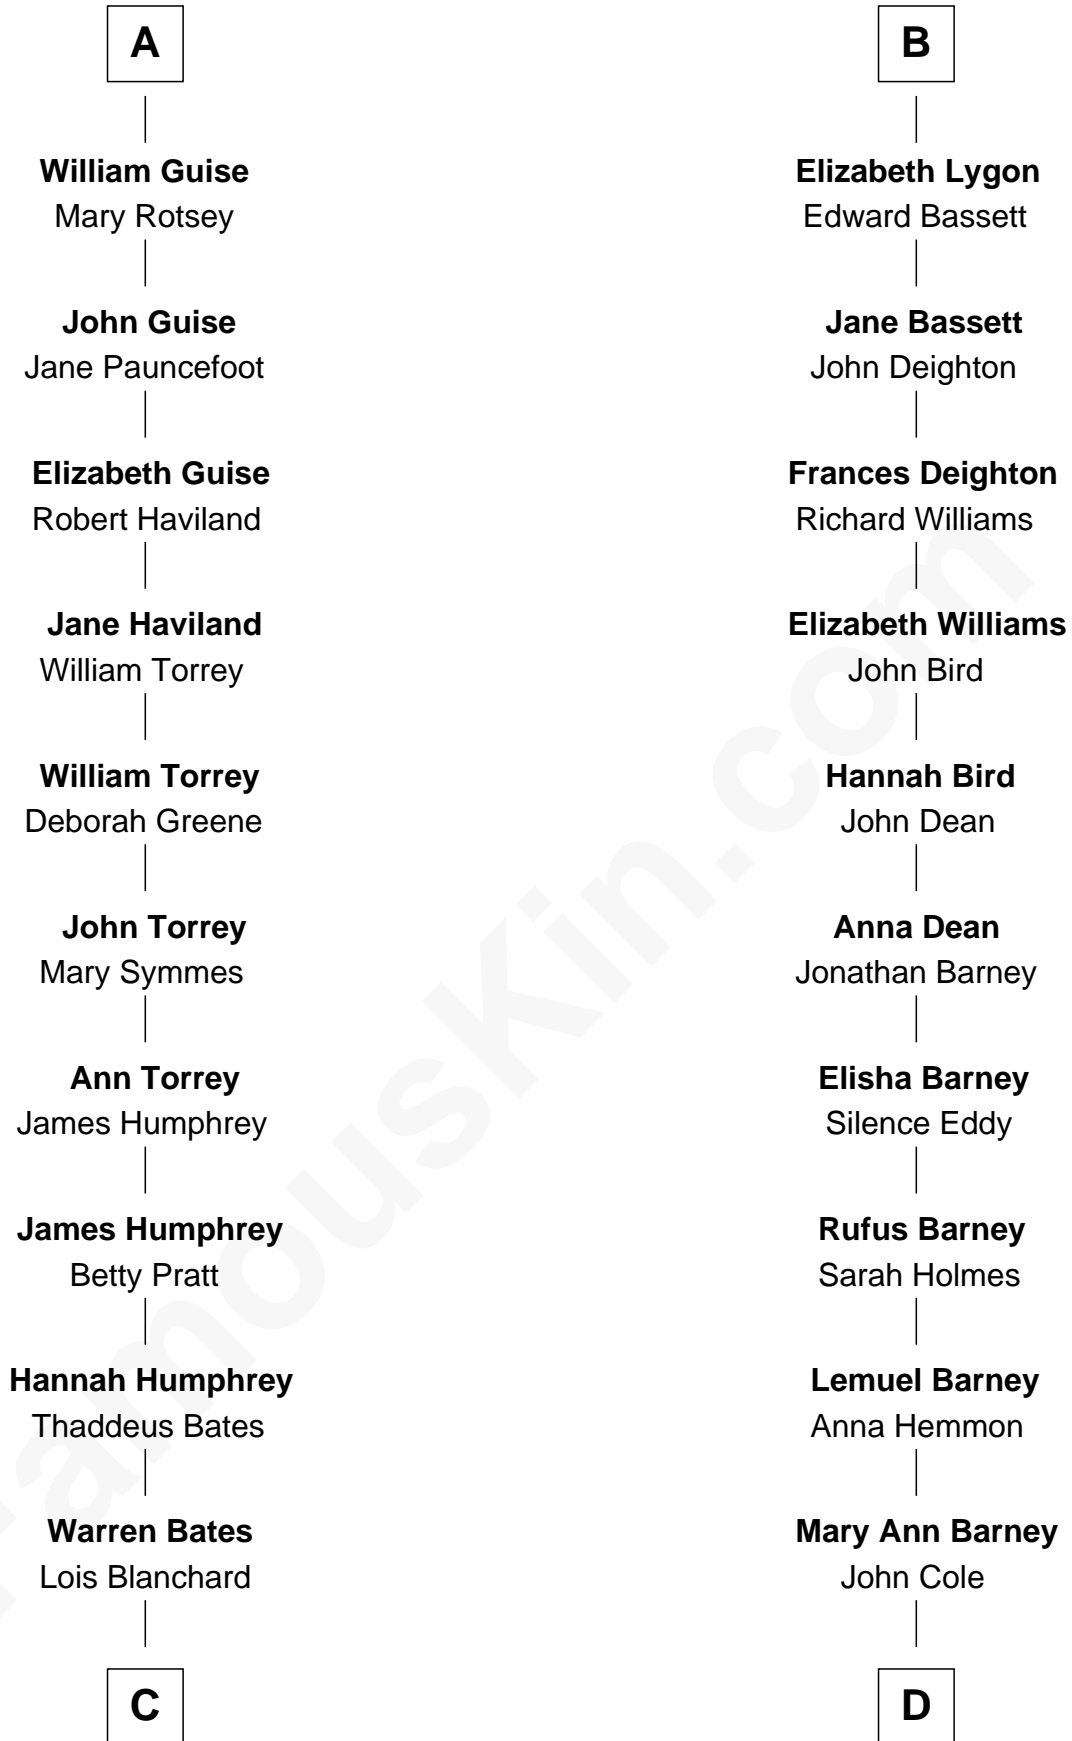 A
William Guise
Mary Rotsey
John Guise
Jane Pauncefoot
Elizabeth Guise
Robert Haviland
Jane Haviland
William Torrey
William Torrey
Deborah Greene
John Torrey
Mary Symmes
Ann Torrey
James Humphrey
James Humphrey
Betty Pratt
Hannah Humphrey
Thaddeus Bates
Warren Bates
Lois Blanchard
C
B
Elizabeth Lygon
Edward Bassett
Jane Bassett
John Deighton
Frances Deighton
Richard Williams
Elizabeth Williams
John Bird
Hannah Bird
John Dean
Anna Dean
Jonathan Barney
Elisha Barney
Silence Eddy
Rufus Barney
Sarah Holmes
Lemuel Barney
Anna Hemmon
Mary Ann Barney
John Cole
D
FamousKin.com